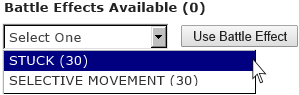 Battle Effects Available (0)
Select One Use Battle Effect
STUCK (30)
SELECTIVE MOVEMENT (30)